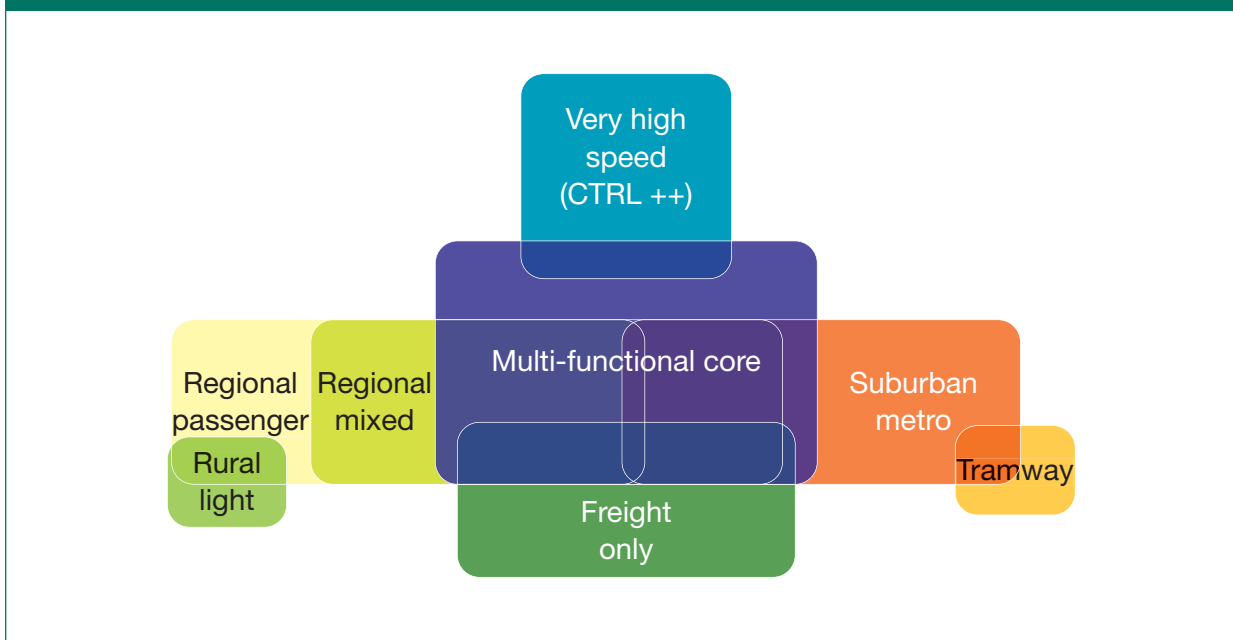 Very high
speed
(CTRL ++)
Multi-functional core
Regional
passenger
Regional
mixed
Suburban
metro
Rural
light
Tramway
Freight
only